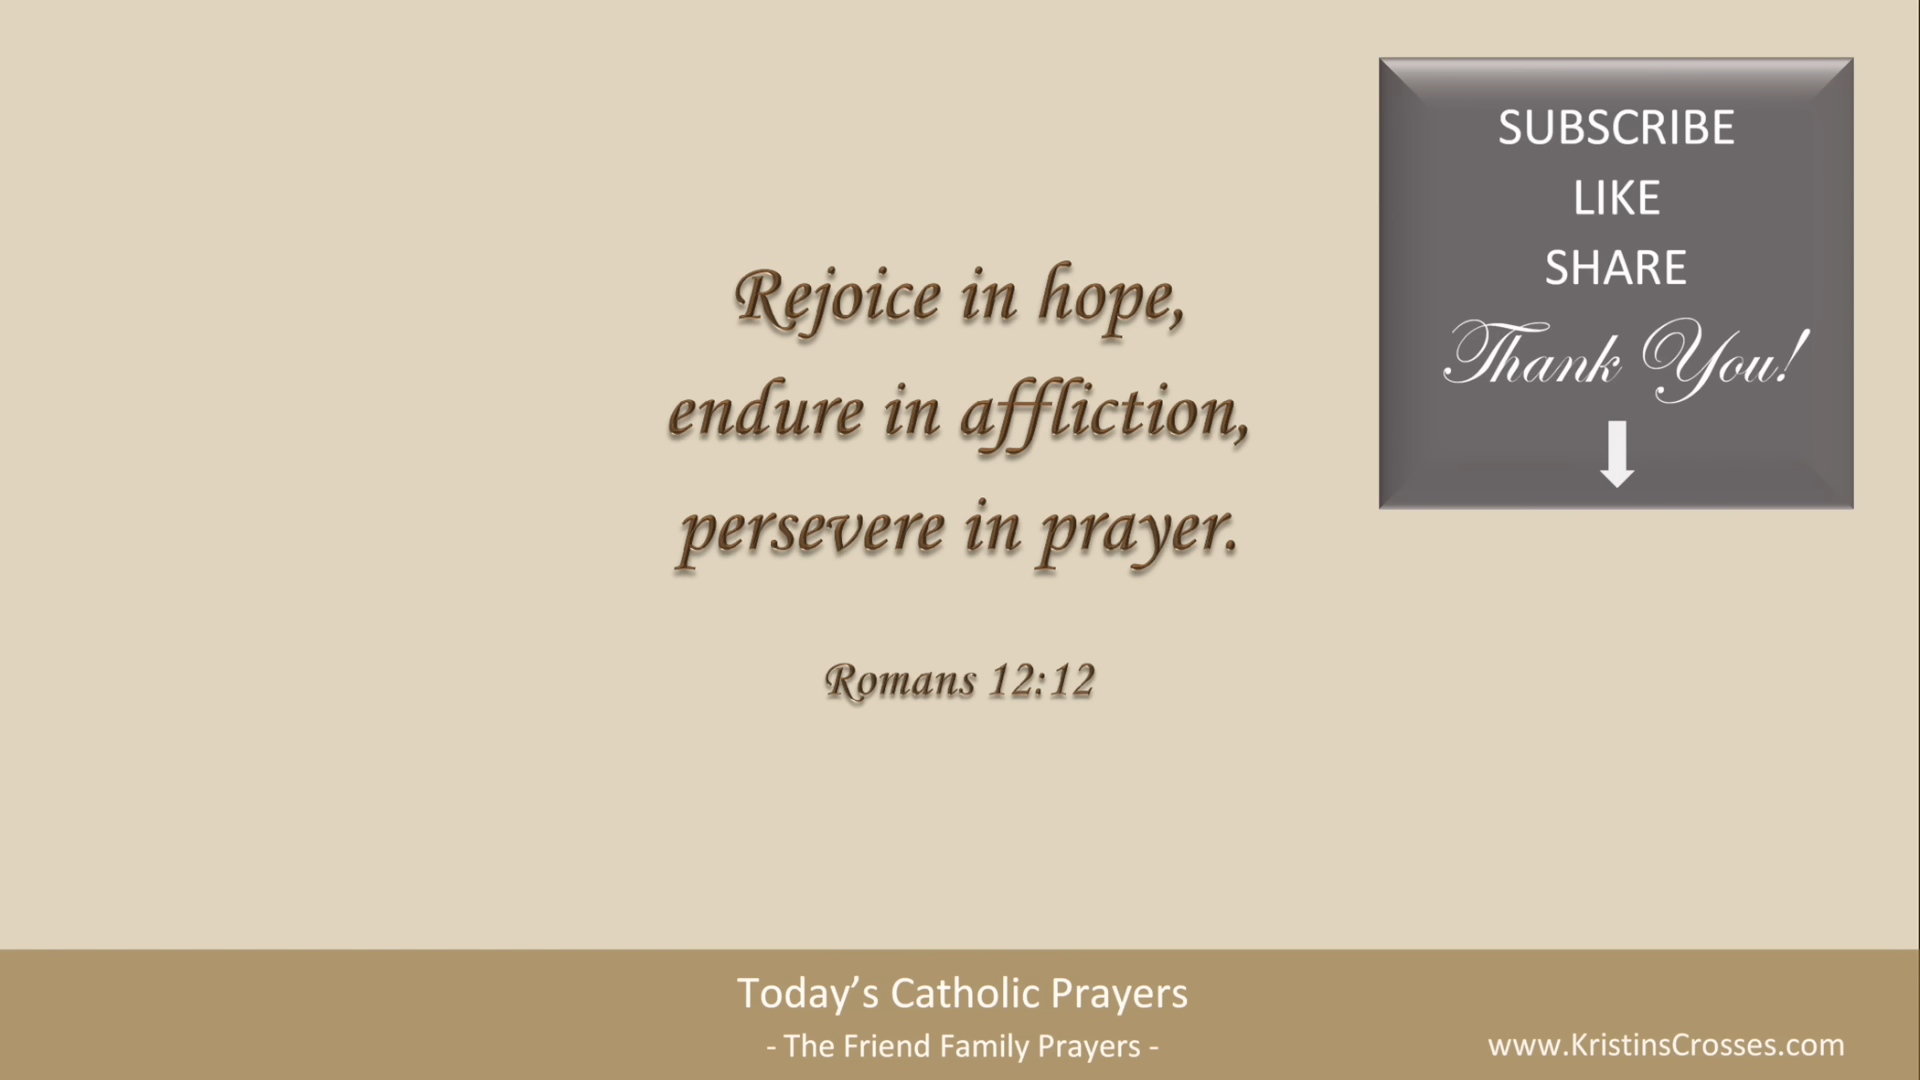 Rejoice in hope,
endure in affliction,
persevere in prayer.
Romans 12:12
SUBSCRIBE
LIKE
SHARE
Thank You!
Today’s Catholic Prayers
- The Friend Family Prayers -
www.KristinsCrosses.com